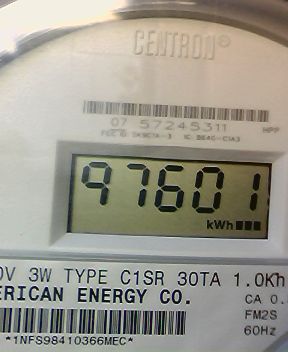 CENTRON®
07 57245311 HPP
97601
kWh
0V 3W TYPE C1SR 30TA 1.0Kh
ERICAN ENERGY CO. CA 0.
FM2S
*1NFS98410366MEC* 60Hz